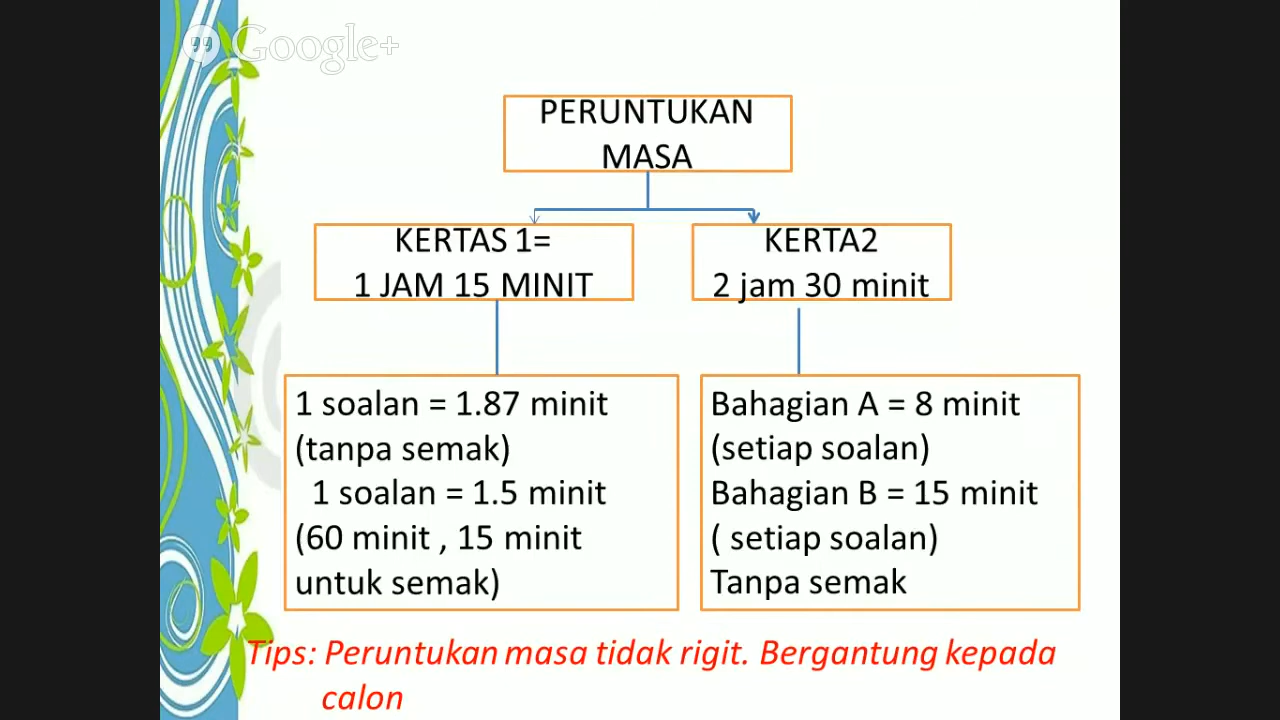 Google+
PERUNTUKAN
MASA
KERTAS 1=
1 JAM 15 MINIT
KERTA2
2 jam 30 minit
1 soalan = 1.87 minit
(tanpa semak)
1 soalan = 1.5 minit
(60 minit , 15 minit
untuk semak)
Bahagian A = 8 minit
(setiap soalan)
Bahagian B = 15 minit
( setiap soalan)
Tanpa semak
Tips: Peruntukan masa tidak rigit. Bergantung kepada
calon